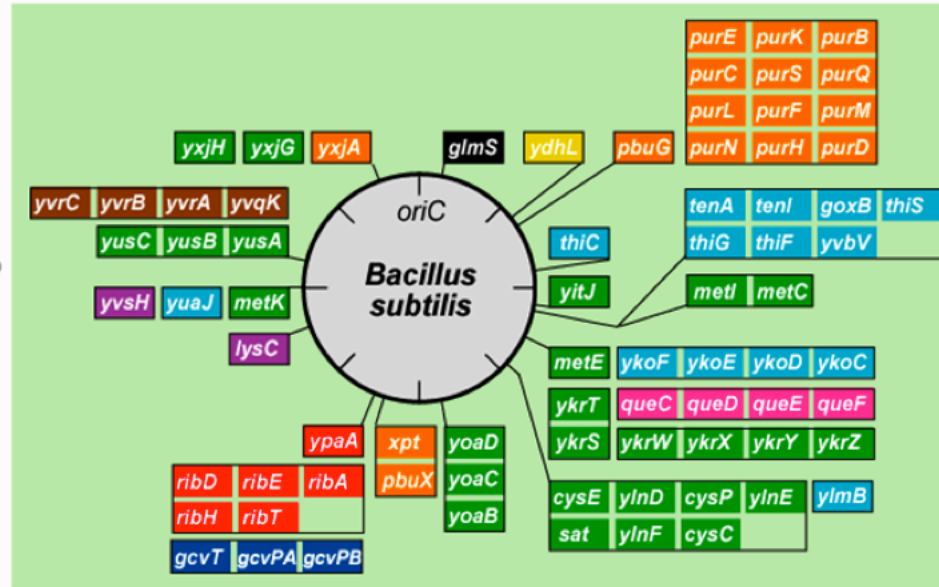 purE purK purB
purC purS purQ
purL purF purM
purN purH purD
yxjH yxjG yxjA glmS ydhL pbuG
yvrC yvrB yvrA yvqK
oriC
tenA tenI goxB thiS
yusC yusB yusA
thiC
thiG thiF yvbV
Bacillus
subtilis
yvsH yuaJ metK
yitJ
metI metC
lysC
metE ykoF ykoE ykoD ykoC
ykrT queC queD queE queF
ykrS ykrW ykrX ykrY ykrZ
ypaA xpt yoaD
ribD ribE ribA pbuX yoaC
ribH ribT yoaB
cysE ylnD cysP ylnE ylmB
sat ylnF cysC
gcvT gcvPA gcvPB